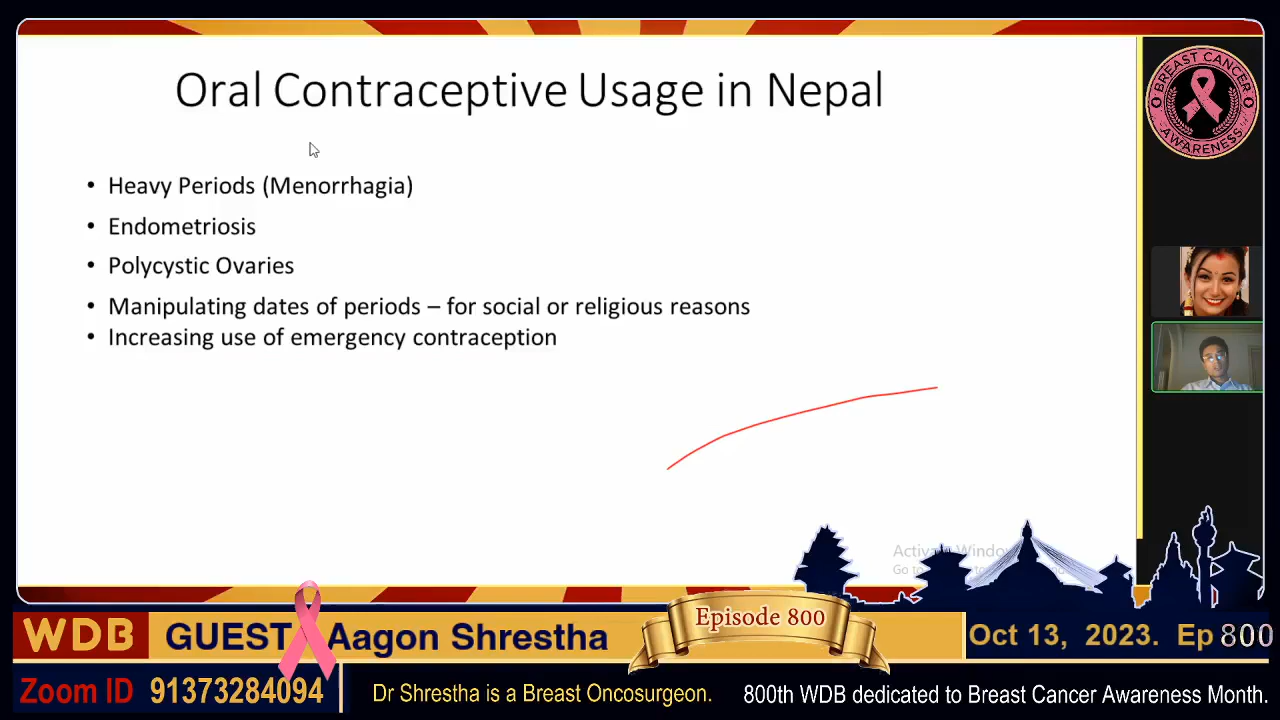 Oral Contraceptive Usage in Nepal
• Heavy Periods (Menorrhagia)
• Endometriosis
• Polycystic Ovaries
• Manipulating dates of periods – for social or religious reasons
• Increasing use of emergency contraception
BREAST CANCER
AWARENESS
Episode 800
WDB GUEST Aagon Shrestha
Oct 13, 2023. Ep 800
Zoom ID 91373284094
Dr Shrestha is a Breast Oncosurgeon.
800th WDB dedicated to Breast Cancer Awareness Month.